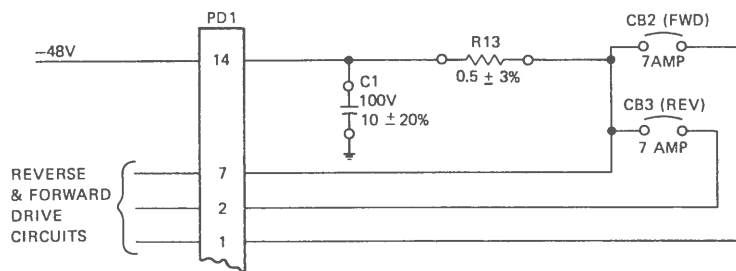 PD1
CB2 (FWD)
–48V
14
R13
7AMP
0.5 ± 3%
C1
100V
10 ± 20%
CB3 (REV)
7 AMP
REVERSE
& FORWARD
DRIVE
CIRCUITS
7
2
1